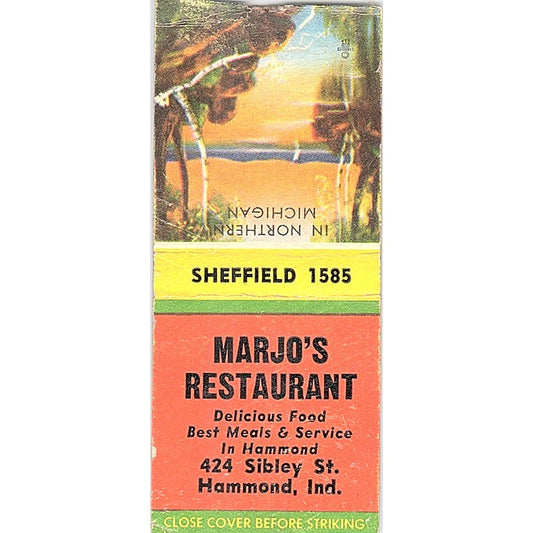 IN NORTHERN
MICHIGAN
SHEFFIELD 1585
MARJO'S
RESTAURANT
Delicious Food
Best Meals & Service
In Hammond
424 Sibley St.
Hammond, Ind.
CLOSE COVER BEFORE STRIKING